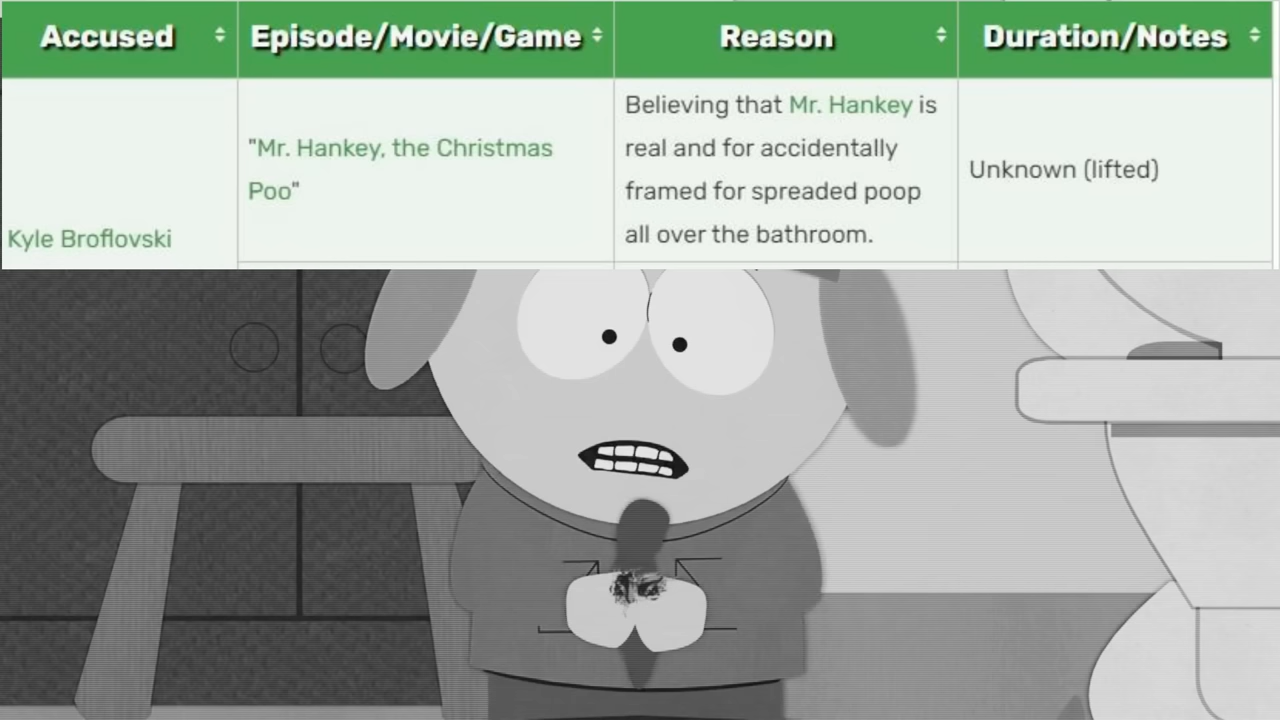 Accused Episode/Movie/Game Reason Duration/Notes
Kyle Broflovski
"Mr. Hankey, the Christmas
Poo"
Believing that Mr. Hankey is
real and for accidentally
framed for spreaded poop
all over the bathroom.
Unknown (lifted)